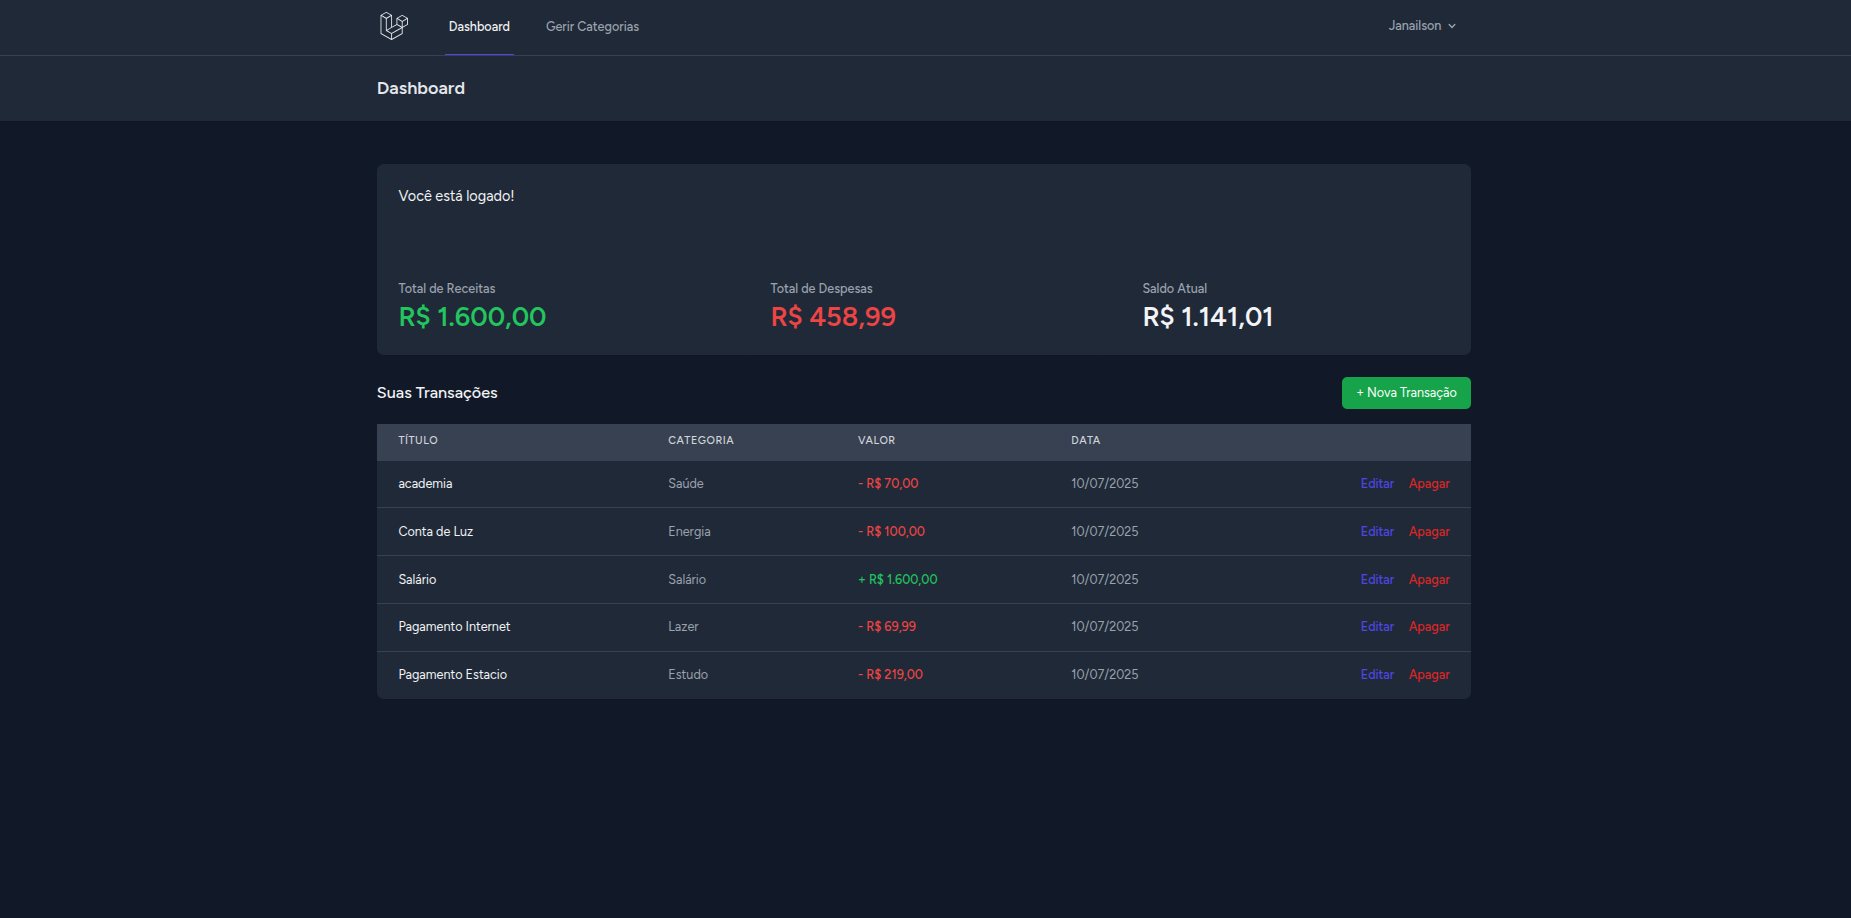 Dashboard Gerir Categorias Janailson
Dashboard
Você está logado!
Total de Receitas Total de Despesas Saldo Atual
R$ 1.600,00 R$ 458,99 R$ 1.141,01
Suas Transações + Nova Transação
TÍTULO CATEGORIA VALOR DATA
academia Saúde - R$ 70,00 10/07/2025 Editar Apagar
Conta de Luz Energia - R$ 100,00 10/07/2025 Editar Apagar
Salário Salário + R$ 1.600,00 10/07/2025 Editar Apagar
Pagamento Internet Lazer - R$ 69,99 10/07/2025 Editar Apagar
Pagamento Estacio Estudo - R$ 219,00 10/07/2025 Editar Apagar